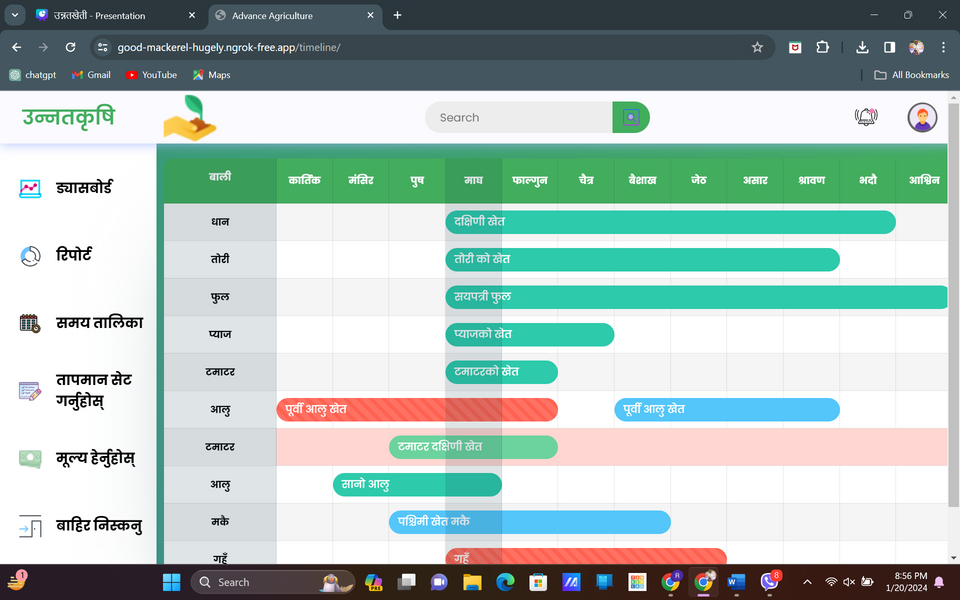 उन्नतखेती - Presentation
Advance Agriculture
good-mackerel-hugely.ngrok-free.app/timeline/
chatgpt
Gmail
YouTube
Maps
All Bookmarks
उन्नतकृषि
Search
ड्यासबोर्ड
रिपोर्ट
समय तालिका
तापमान सेट
गर्नुहोस्
मूल्य हेर्नुहोस्
बाहिर निस्कनु
बाली कार्तिक मंसिर पुष माघ फाल्गुन चैत्र बैशाख जेठ असार श्रावण भदौ आश्विन
धान दक्षिणी खेत
तोरी तोरी को खेत
फुल सयपत्री फुल
प्याज प्याजको खेत
टमाटर टमाटरको खेत
आलु पूर्वी आलु खेत पूर्वी आलु खेत
टमाटर टमाटर दक्षिणी खेत
आलु सानो आलु
मकै पश्चिमी खेत मकै
गहूँ गहूँ
1
Search
PRE
8
8:56 PM
1/20/2024